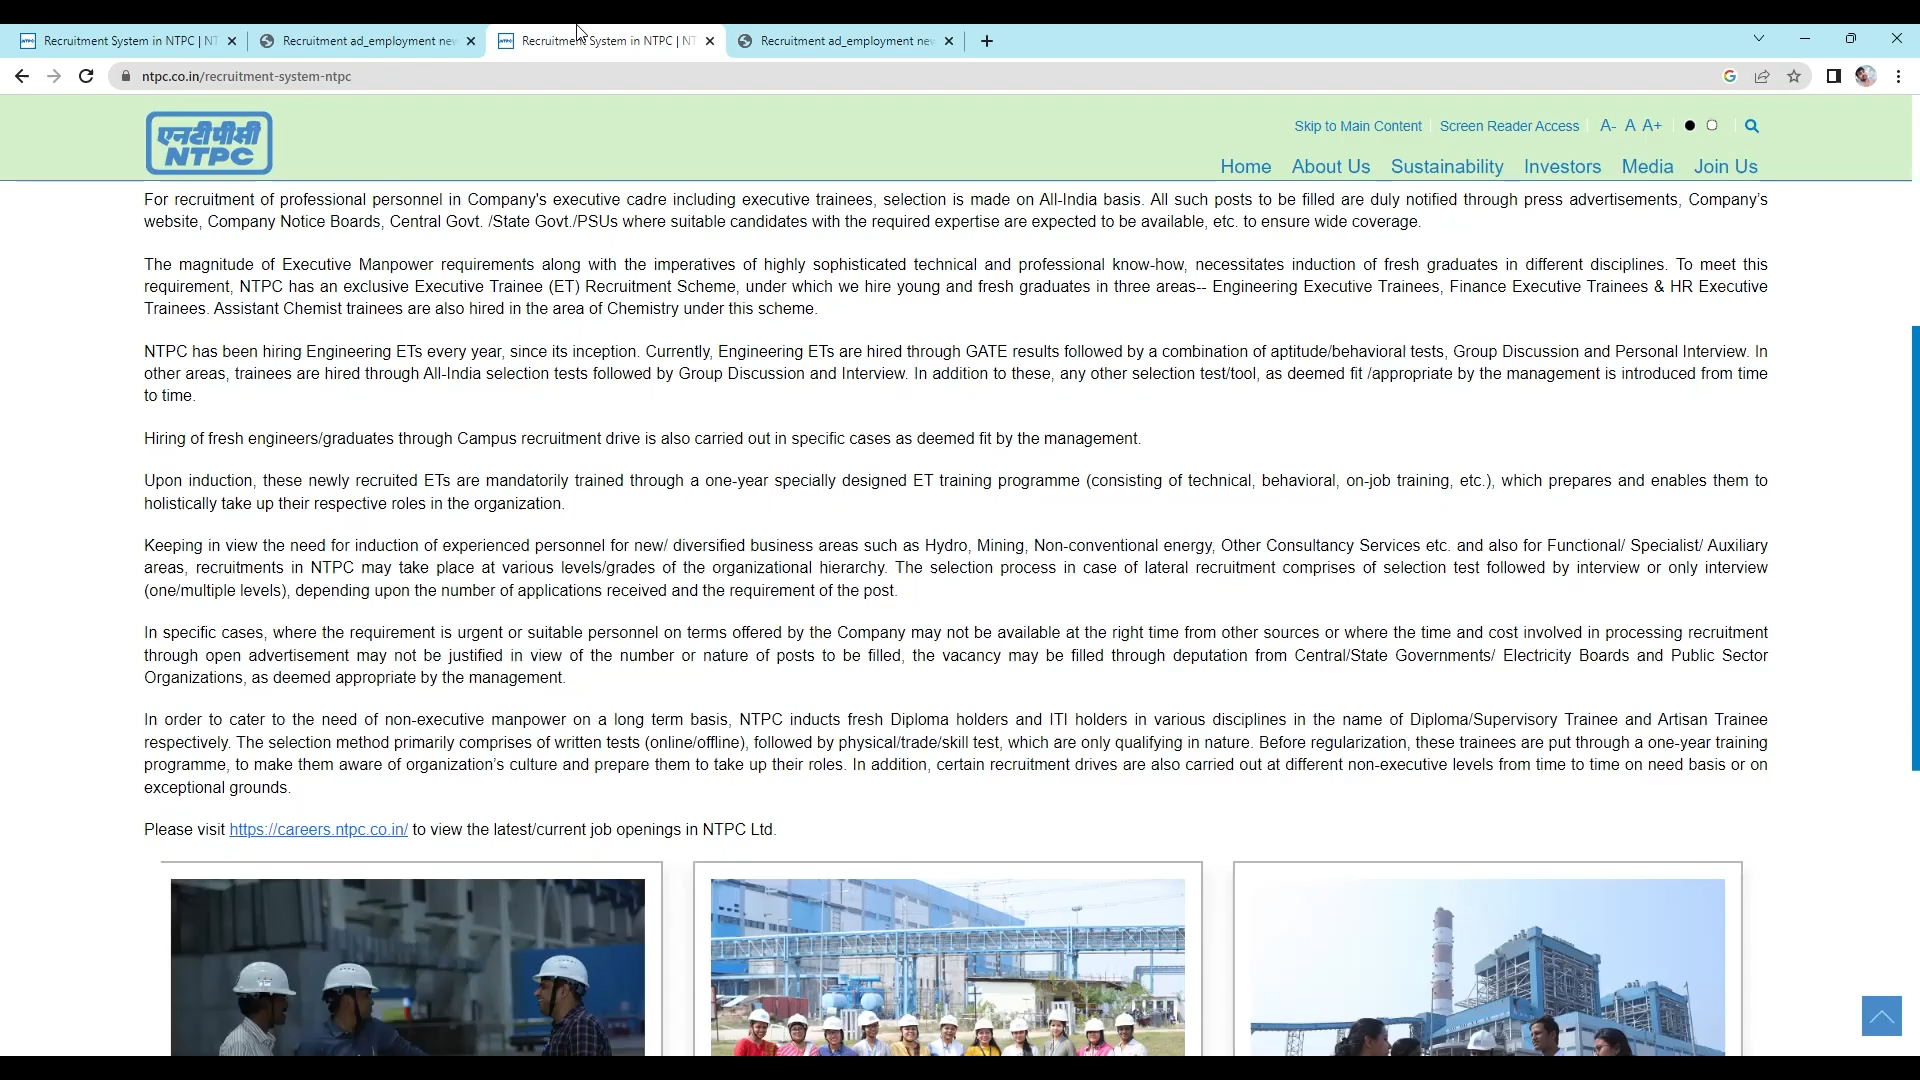 Recruitment System in NTPC | NT
Recruitment ad_employment new
Recruitment System in NTPC | NT
Recruitment ad_employment new
ntpc.co.in/recruitment-system-ntpc
एनटीपीसी
NTPC
Skip to Main Content
Screen Reader Access
A- A A+
Home About Us Sustainability Investors Media Join Us
For recruitment of professional personnel in Company's executive cadre including executive trainees, selection is made on All-India basis. All such posts to be filled are duly notified through press advertisements, Company's
website, Company Notice Boards, Central Govt. /State Govt./PSUs where suitable candidates with the required expertise are expected to be available, etc. to ensure wide coverage.
The magnitude of Executive Manpower requirements along with the imperatives of highly sophisticated technical and professional know-how, necessitates induction of fresh graduates in different disciplines. To meet this
requirement, NTPC has an exclusive Executive Trainee (ET) Recruitment Scheme, under which we hire young and fresh graduates in three areas-- Engineering Executive Trainees, Finance Executive Trainees & HR Executive
Trainees. Assistant Chemist trainees are also hired in the area of Chemistry under this scheme.
NTPC has been hiring Engineering ETs every year, since its inception. Currently, Engineering ETs are hired through GATE results followed by a combination of aptitude/behavioral tests, Group Discussion and Personal Interview. In
other areas, trainees are hired through All-India selection tests followed by Group Discussion and Interview. In addition to these, any other selection test/tool, as deemed fit /appropriate by the management is introduced from time
to time.
Hiring of fresh engineers/graduates through Campus recruitment drive is also carried out in specific cases as deemed fit by the management.
Upon induction, these newly recruited ETs are mandatorily trained through a one-year specially designed ET training programme (consisting of technical, behavioral, on-job training, etc.), which prepares and enables them to
holistically take up their respective roles in the organization.
Keeping in view the need for induction of experienced personnel for new/ diversified business areas such as Hydro, Mining, Non-conventional energy, Other Consultancy Services etc. and also for Functional/ Specialist/ Auxiliary
areas, recruitments in NTPC may take place at various levels/grades of the organizational hierarchy. The selection process in case of lateral recruitment comprises of selection test followed by interview or only interview
(one/multiple levels), depending upon the number of applications received and the requirement of the post.
In specific cases, where the requirement is urgent or suitable personnel on terms offered by the Company may not be available at the right time from other sources or where the time and cost involved in processing recruitment
through open advertisement may not be justified in view of the number or nature of posts to be filled, the vacancy may be filled through deputation from Central/State Governments/ Electricity Boards and Public Sector
Organizations, as deemed appropriate by the management.
In order to cater to the need of non-executive manpower on a long term basis, NTPC inducts fresh Diploma holders and ITI holders in various disciplines in the name of Diploma/Supervisory Trainee and Artisan Trainee
respectively. The selection method primarily comprises of written tests (online/offline), followed by physical/trade/skill test, which are only qualifying in nature. Before regularization, these trainees are put through a one-year training
programme, to make them aware of organization's culture and prepare them to take up their roles. In addition, certain recruitment drives are also carried out at different non-executive levels from time to time on need basis or on
exceptional grounds.
Please visit https://careers.ntpc.co.in/ to view the latest/current job openings in NTPC Ltd.